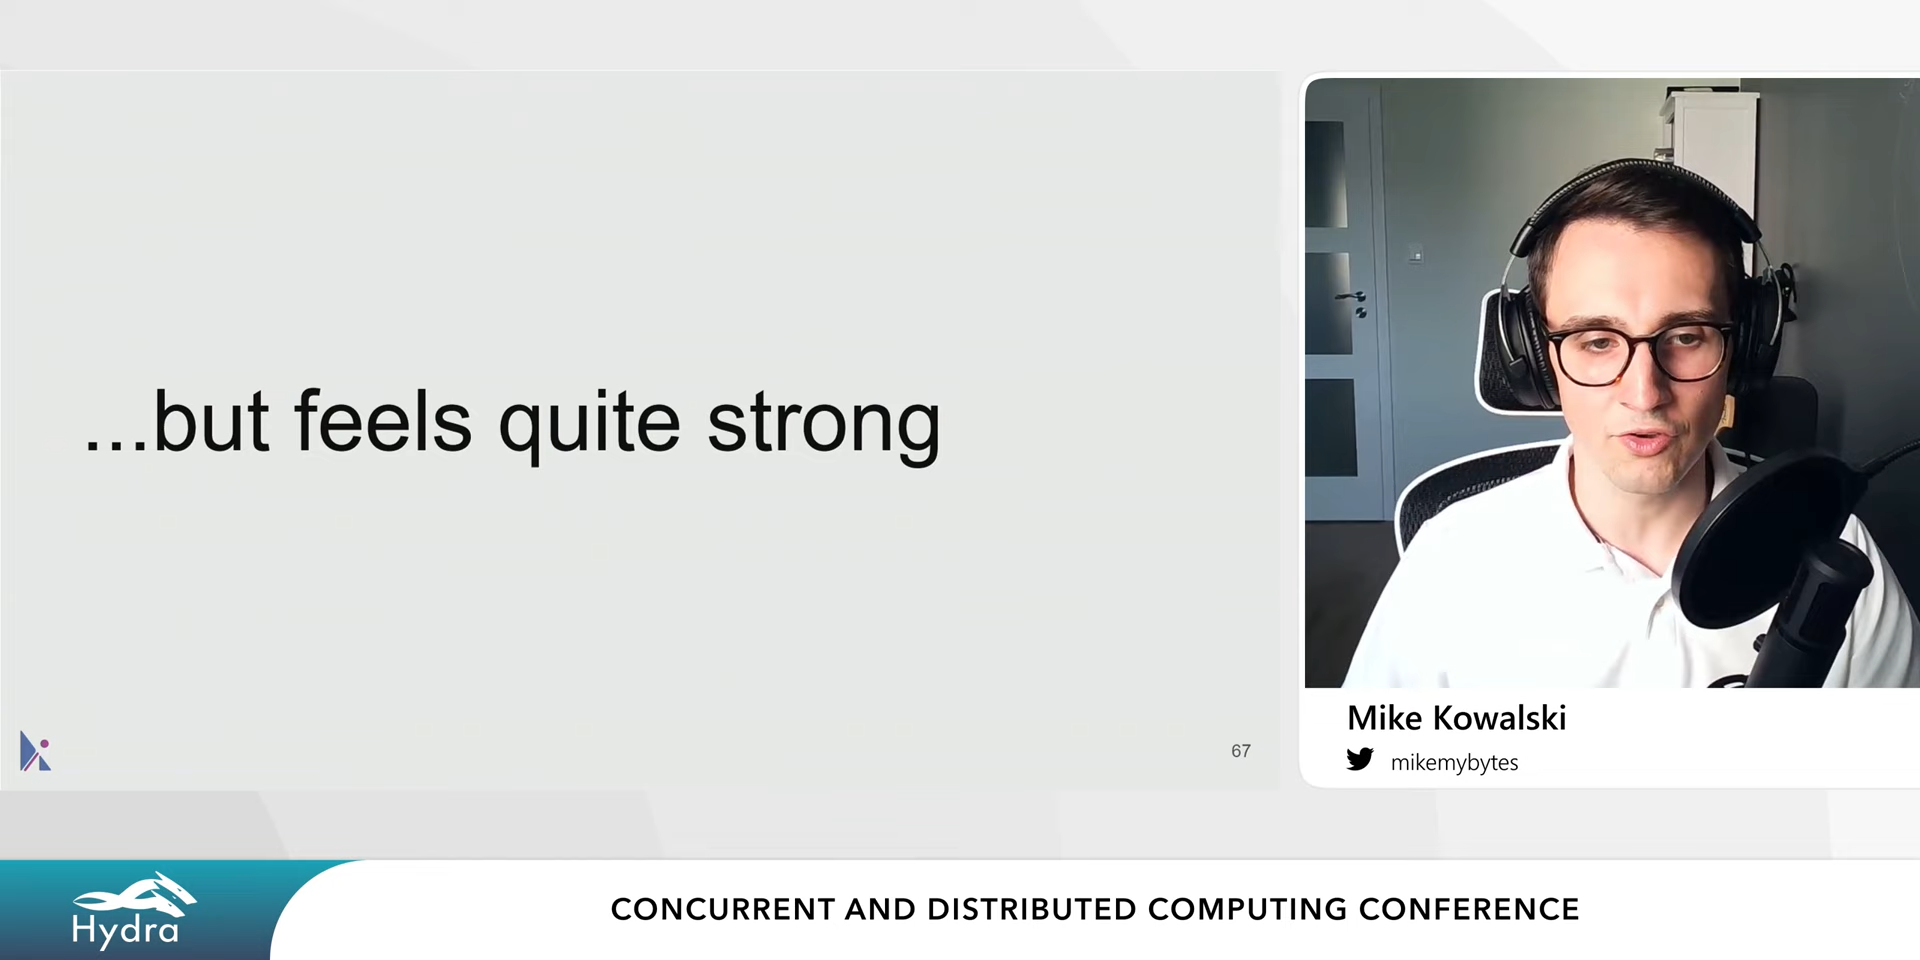 ...but feels quite strong
67
Mike Kowalski
mikemybytes
Hydra
CONCURRENT AND DISTRIBUTED COMPUTING CONFERENCE